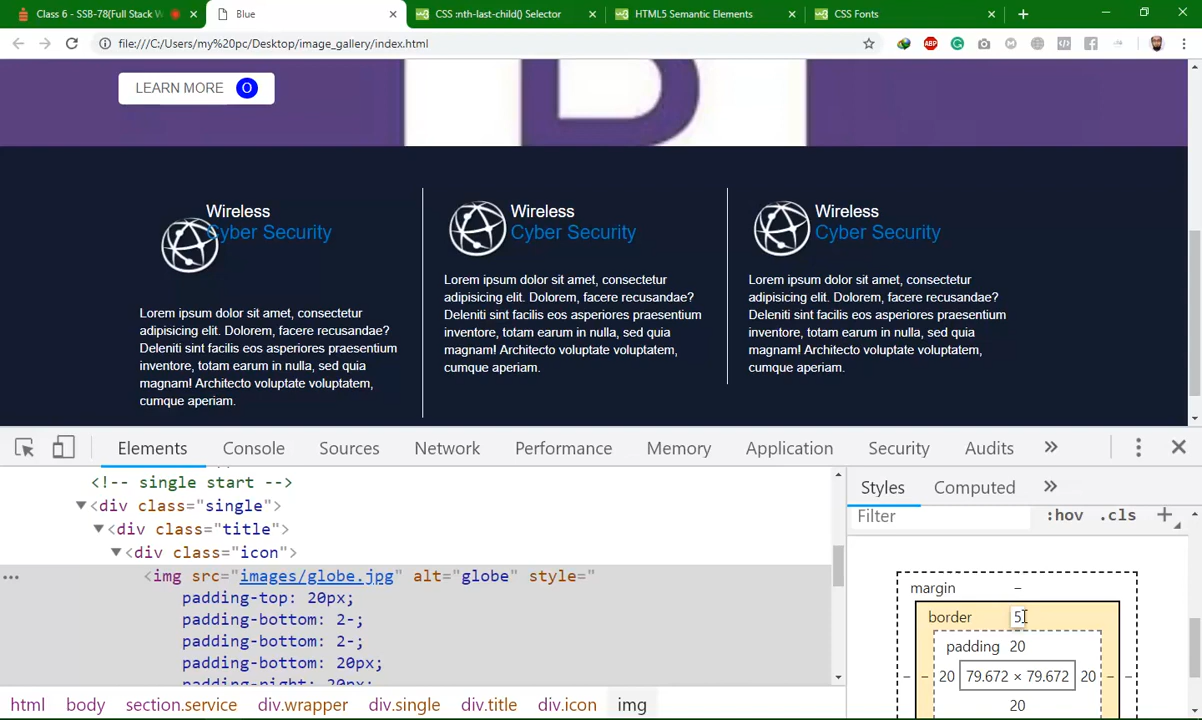 Class 6 - SSB-78(Full Stack W
Blue
CSS :nth-last-child() Selector
HTML5 Semantic Elements
CSS Fonts
file:///C:/Users/my%20pc/Desktop/image_gallery/index.html
ABP
LEARN MORE O
B
Wireless
Cyber Security
Lorem ipsum dolor sit amet, consectetur
adipisicing elit. Dolorem, facere recusandae?
Deleniti sint facilis eos asperiores praesentium
inventore, totam earum in nulla, sed quia
magnam! Architecto voluptate voluptatem,
cumque aperiam.
Wireless
Cyber Security
Lorem ipsum dolor sit amet, consectetur
adipisicing elit. Dolorem, facere recusandae?
Deleniti sint facilis eos asperiores praesentium
inventore, totam earum in nulla, sed quia
magnam! Architecto voluptate voluptatem,
cumque aperiam.
Wireless
Cyber Security
Lorem ipsum dolor sit amet, consectetur
adipisicing elit. Dolorem, facere recusandae?
Deleniti sint facilis eos asperiores praesentium
inventore, totam earum in nulla, sed quia
magnam! Architecto voluptate voluptatem,
cumque aperiam.
Elements Console Sources Network Performance Memory Application Security Audits »
<!-- single start -->
<div class="single">
<div class="title">
<div class="icon">
<img src="images/globe.jpg" alt="globe" style="
padding-top: 20px;
padding-bottom: 2-;
padding-bottom: 2-;
padding-bottom: 20px;
padding-right: 20px;
html body section.service div.wrapper div.single div.title div.icon img
Styles Computed »
Filter :hov .cls +
margin –
border 5
padding 20
– – 20 79.672 × 79.672 20 – –
20